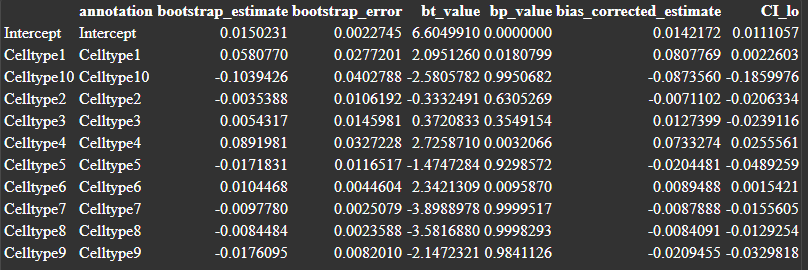 annotation bootstrap_estimate bootstrap_error bt_value bp_value bias_corrected_estimate CI_lo
Intercept Intercept 0.0150231 0.0022745 6.6049910 0.0000000 0.0142172 0.0111057
Celltype1 Celltype1 0.0580770 0.0277201 2.0951260 0.0180799 0.0807769 0.0022603
Celltype10 Celltype10 -0.1039426 0.0402788 -2.5805782 0.9950682 -0.0873560 -0.1859976
Celltype2 Celltype2 -0.0035388 0.0106192 -0.3332491 0.6305269 -0.0071102 -0.0206334
Celltype3 Celltype3 0.0054317 0.0145981 0.3720833 0.3549154 0.0127399 -0.0239116
Celltype4 Celltype4 0.0891981 0.0327228 2.7258710 0.0032066 0.0733274 0.0255561
Celltype5 Celltype5 -0.0171831 0.0116517 -1.4747284 0.9298572 -0.0204481 -0.0489259
Celltype6 Celltype6 0.0104468 0.0044604 2.3421309 0.0095870 0.0089488 0.0015421
Celltype7 Celltype7 -0.0097780 0.0025079 -3.8988978 0.9999517 -0.0087888 -0.0155605
Celltype8 Celltype8 -0.0084484 0.0023588 -3.5816880 0.9998293 -0.0084091 -0.0129254
Celltype9 Celltype9 -0.0176095 0.0082010 -2.1472321 0.9841126 -0.0209455 -0.0329818